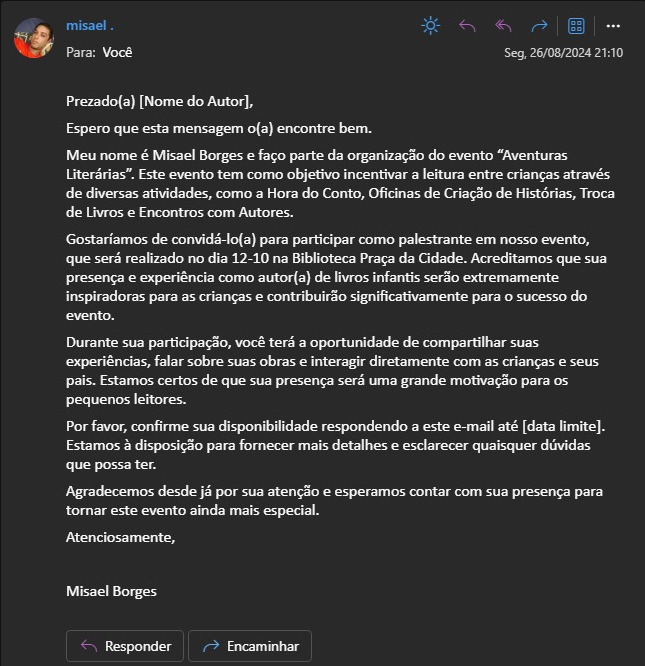 misael .
Para: Você
Seg, 26/08/2024 21:10
Prezado(a) [Nome do Autor],
Espero que esta mensagem o(a) encontre bem.
Meu nome é Misael Borges e faço parte da organização do evento “Aventuras
Literárias”. Este evento tem como objetivo incentivar a leitura entre crianças através
de diversas atividades, como a Hora do Conto, Oficinas de Criação de Histórias, Troca
de Livros e Encontros com Autores.
Gostaríamos de convidá-lo(a) para participar como palestrante em nosso evento,
que será realizado no dia 12-10 na Biblioteca Praça da Cidade. Acreditamos que sua
presença e experiência como autor(a) de livros infantis serão extremamente
inspiradoras para as crianças e contribuirão significativamente para o sucesso do
evento.
Durante sua participação, você terá a oportunidade de compartilhar suas
experiências, falar sobre suas obras e interagir diretamente com as crianças e seus
pais. Estamos certos de que sua presença será uma grande motivação para os
pequenos leitores.
Por favor, confirme sua disponibilidade respondendo a este e-mail até [data limite].
Estamos à disposição para fornecer mais detalhes e esclarecer quaisquer dúvidas
que possa ter.
Agradecemos desde já por sua atenção e esperamos contar com sua presença para
tornar este evento ainda mais especial.
Atenciosamente,
Misael Borges
Responder
Encaminhar